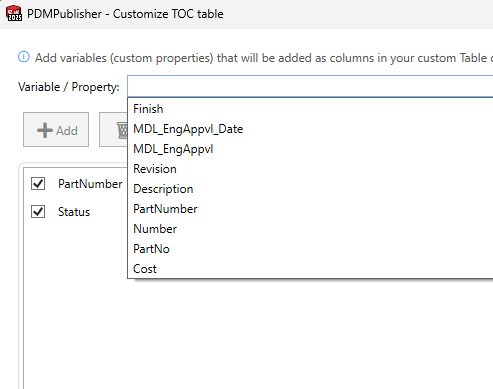 PDMPublisher - Customize TOC table
Add variables (custom properties) that will be added as columns in your custom Table
Variable / Property:
Finish
MDL_EngAppvl_Date
MDL_EngAppvl
Revision
Description
PartNumber
Number
PartNo
Cost
Add
PartNumber
Status